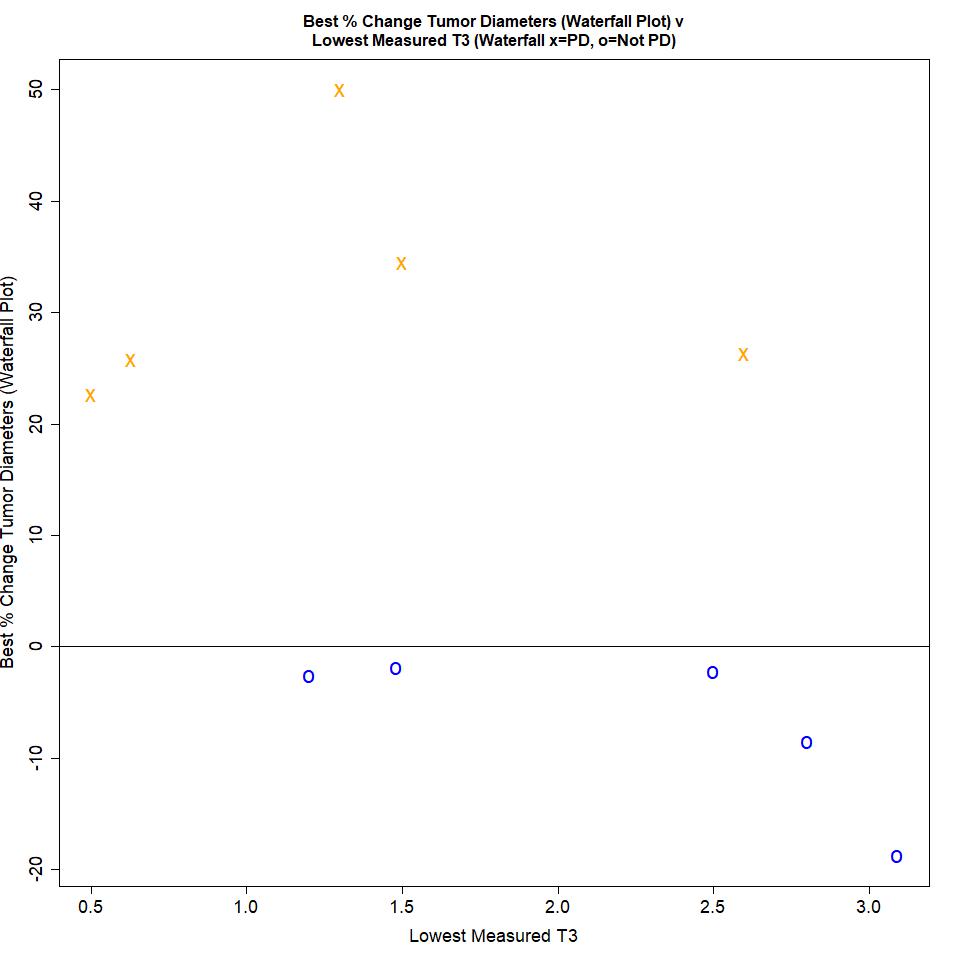 Best % Change Tumor Diameters (Waterfall Plot) v
Lowest Measured T3 (Waterfall x=PD, o=Not PD)
Best % Change Tumor Diameters (Waterfall Plot)
50
40
30
20
10
0
-10
-20
X
X
X
X
X
O
O
O
O
O
0.5 1.0 1.5 2.0 2.5 3.0
Lowest Measured T3